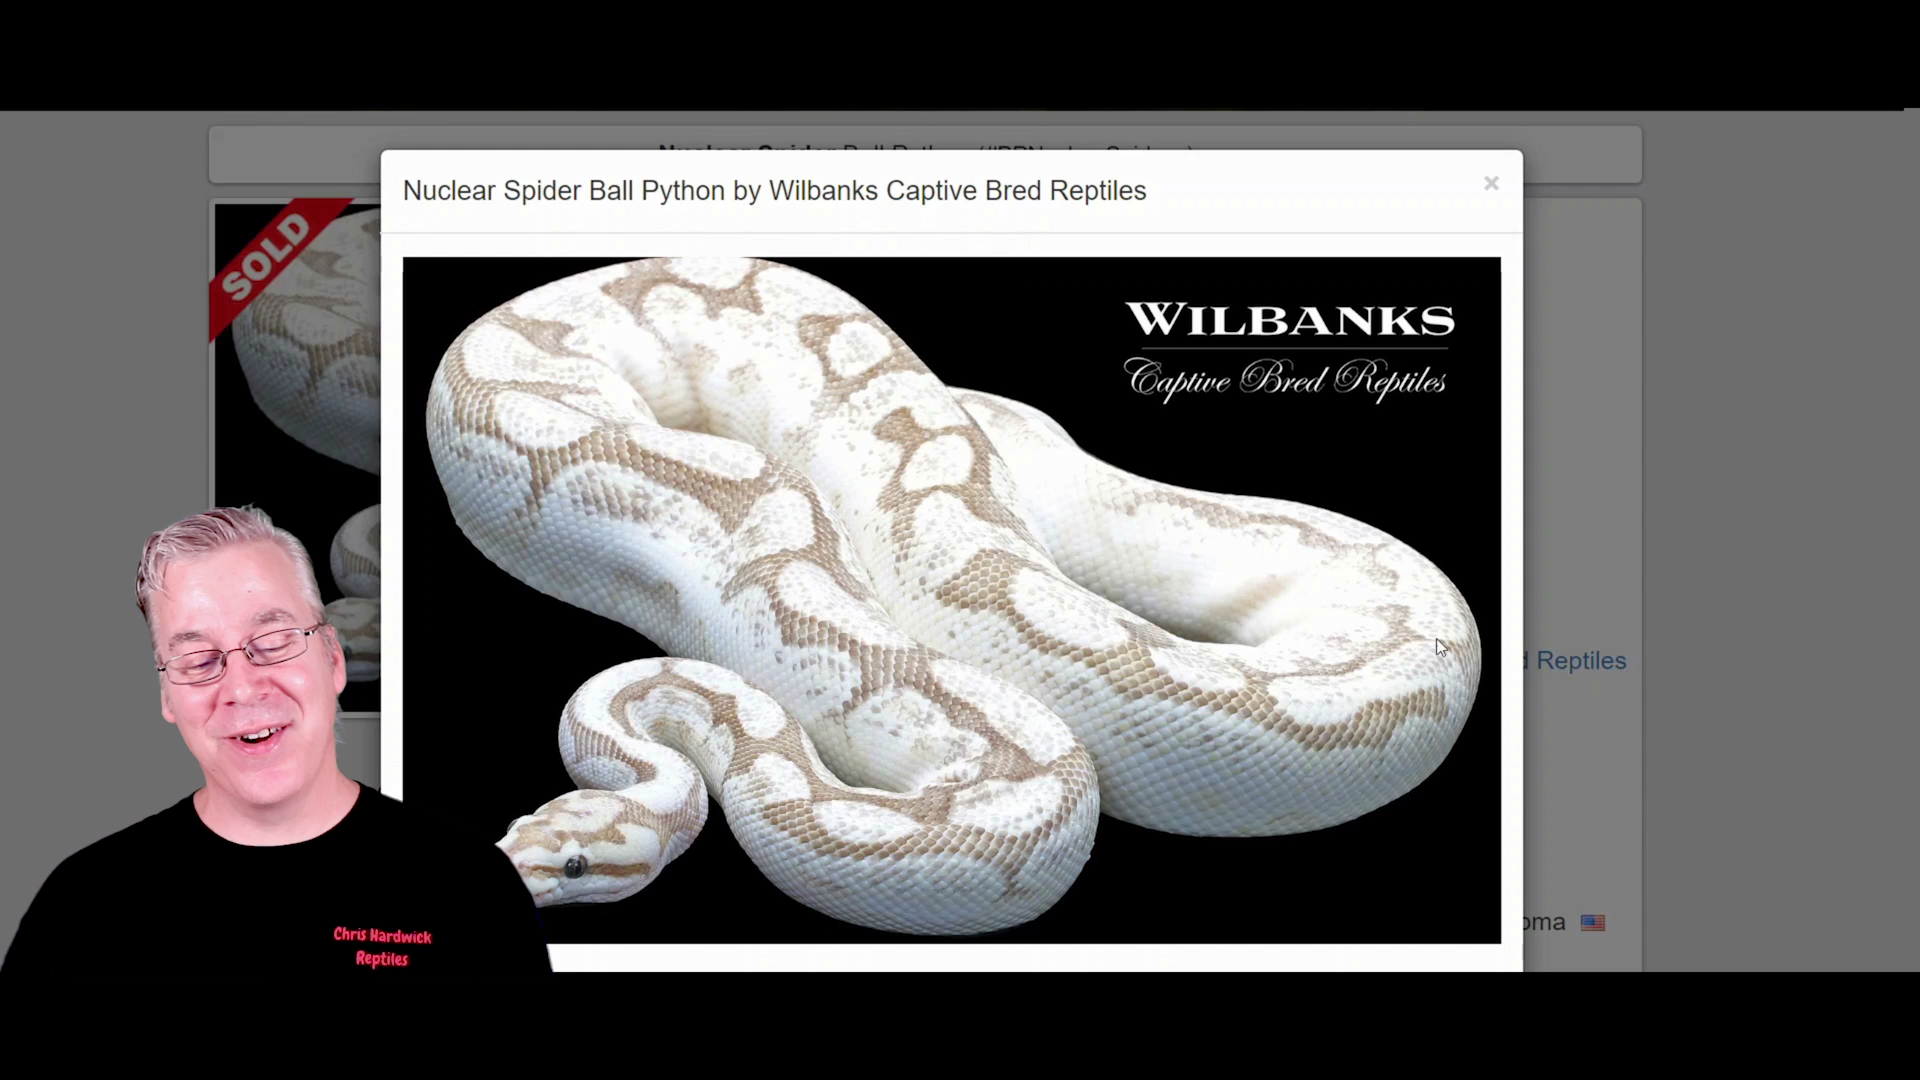 Nuclear Spider Ball Python by Wilbanks Captive Bred Reptiles
×
SOLD
WILBANKS
Captive Bred Reptiles
Reptiles
Chris Hardwick
Reptiles
oma